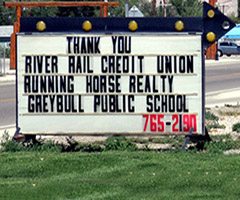 THANK YOU
RIVER RAIL CREDIT UNION
RUNNING HORSE REALTY
GREYBULL PUBLIC SCHOOL
765-2190